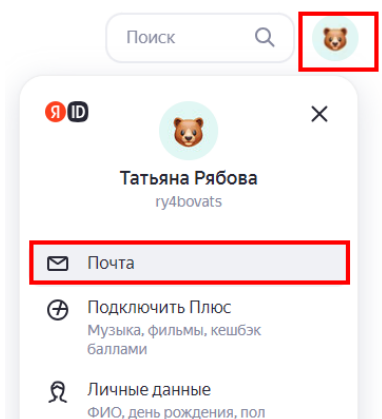 Поиск
Я ID
Татьяна Рябова
ry4bovats
Почта
Подключить Плюс
Музыка, фильмы, кешбэк
баллами
Личные данные
ФИО, день рождения, пол